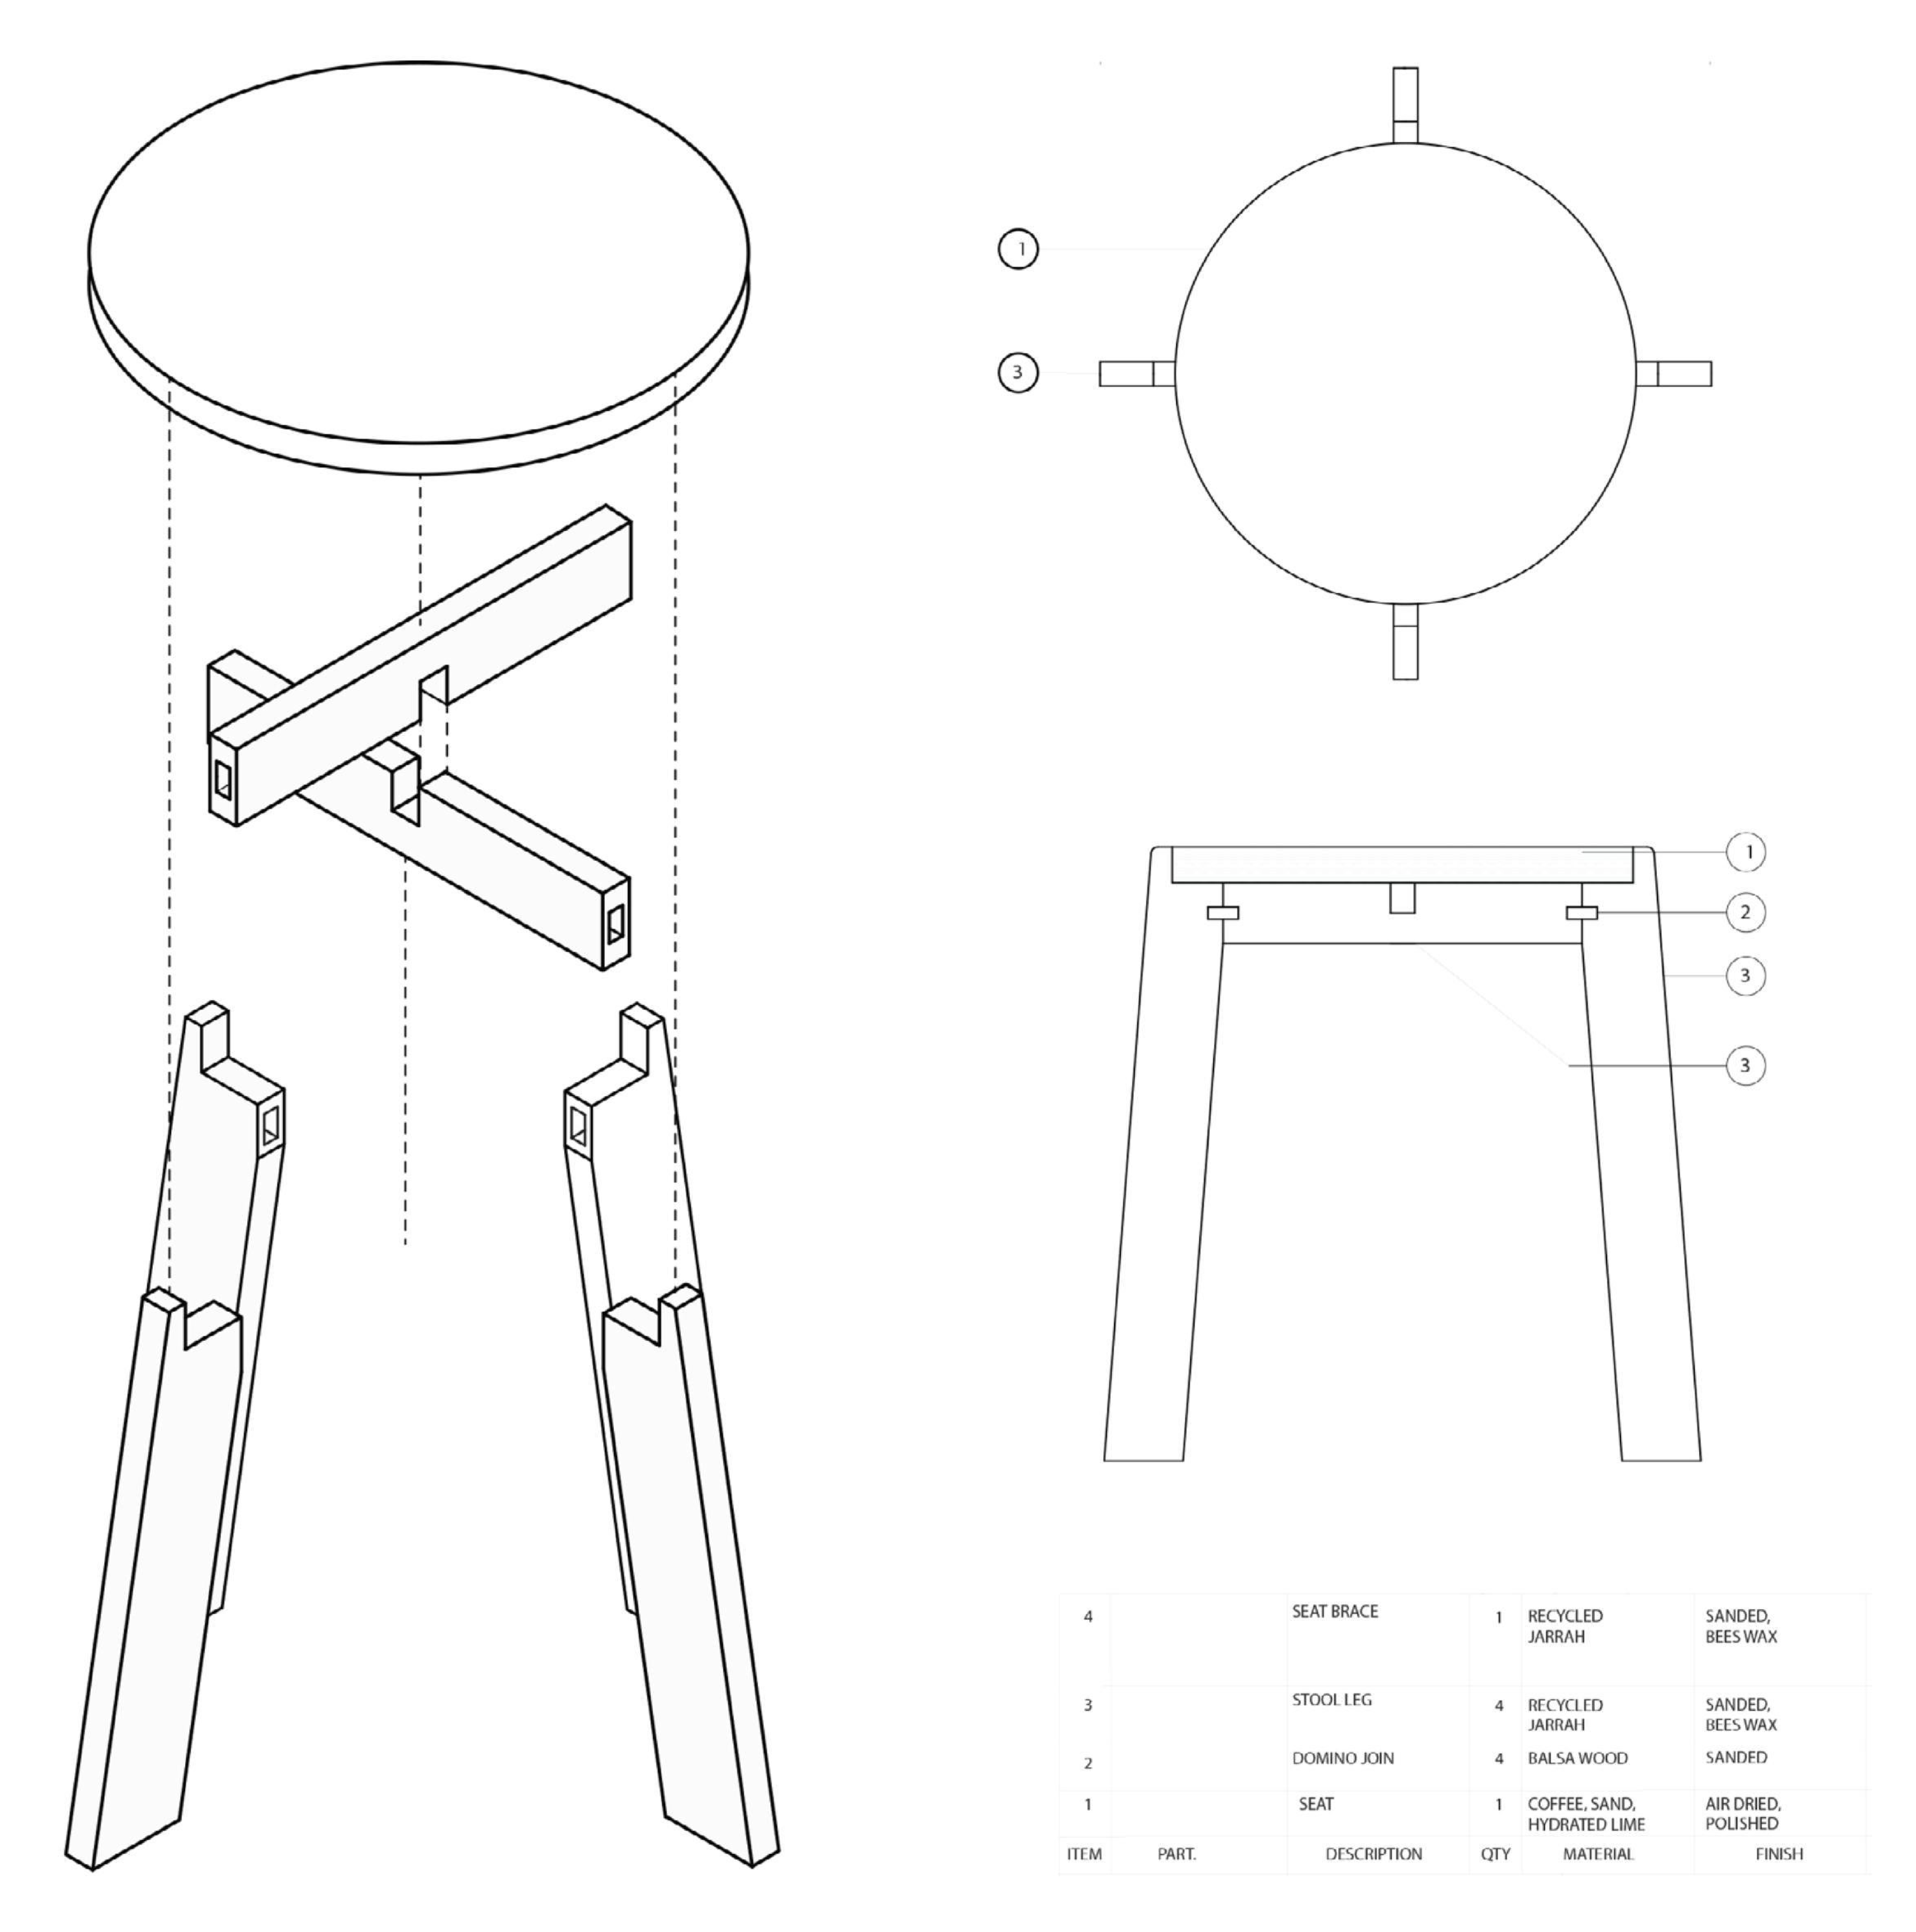 1
3
1
2
3
3
4 SEAT BRACE 1 RECYCLED SANDED,
JARRAH BEES WAX
3 STOOL LEG 4 RECYCLED SANDED,
JARRAH BEES WAX
2 DOMINO JOIN 4 BALSA WOOD SANDED
1 SEAT 1 COFFEE, SAND, AIR DRIED,
HYDRATED LIME POLISHED
ITEM PART. DESCRIPTION QTY MATERIAL FINISH